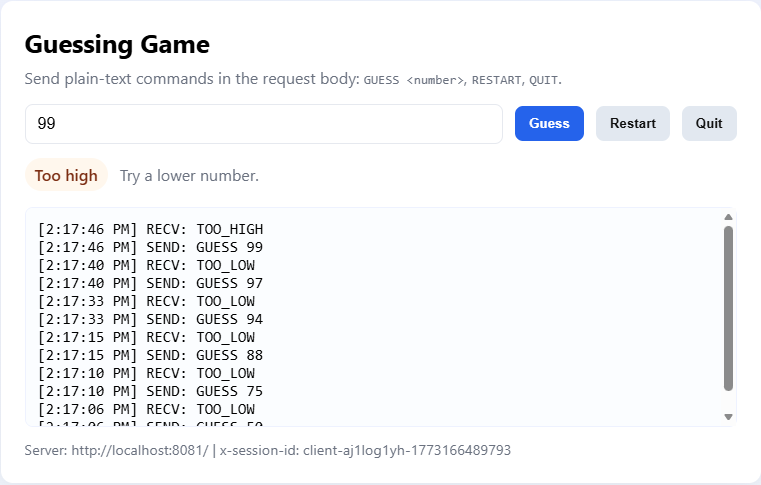 Guessing Game
Send plain-text commands in the request body: GUESS <number>, RESTART, QUIT.
99
Guess
Restart
Quit
Too high
Try a lower number.
[2:17:46 PM] RECV: TOO_HIGH
[2:17:46 PM] SEND: GUESS 99
[2:17:40 PM] RECV: TOO_LOW
[2:17:40 PM] SEND: GUESS 97
[2:17:33 PM] RECV: TOO_LOW
[2:17:33 PM] SEND: GUESS 94
[2:17:15 PM] RECV: TOO_LOW
[2:17:15 PM] SEND: GUESS 88
[2:17:10 PM] RECV: TOO_LOW
[2:17:10 PM] SEND: GUESS 75
[2:17:06 PM] RECV: TOO_LOW
[2:17:06 PM] SEND: GUESS 50
Server: http://localhost:8081/ | x-session-id: client-aj1log1yh-1773166489793